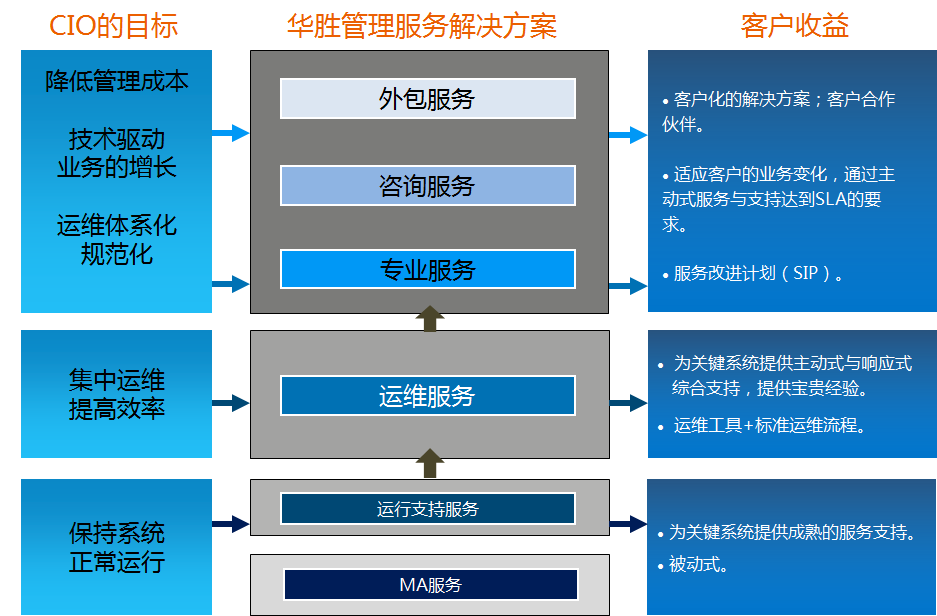 CIO的目标
华胜管理服务解决方案
客户收益
降低管理成本
技术驱动
业务的增长
运维体系化
规范化
外包服务
咨询服务
专业服务
• 客户化的解决方案；客户合作
伙伴。
• 适应客户的业务变化，通过主
动式服务与支持达到SLA的要
求。
• 服务改进计划（SIP）。
集中运维
提高效率
运维服务
• 为关键系统提供主动式与响应式
综合支持，提供宝贵经验。
• 运维工具+标准运维流程。
保持系统
正常运行
运行支持服务
MA服务
• 为关键系统提供成熟的服务支持。
• 被动式。